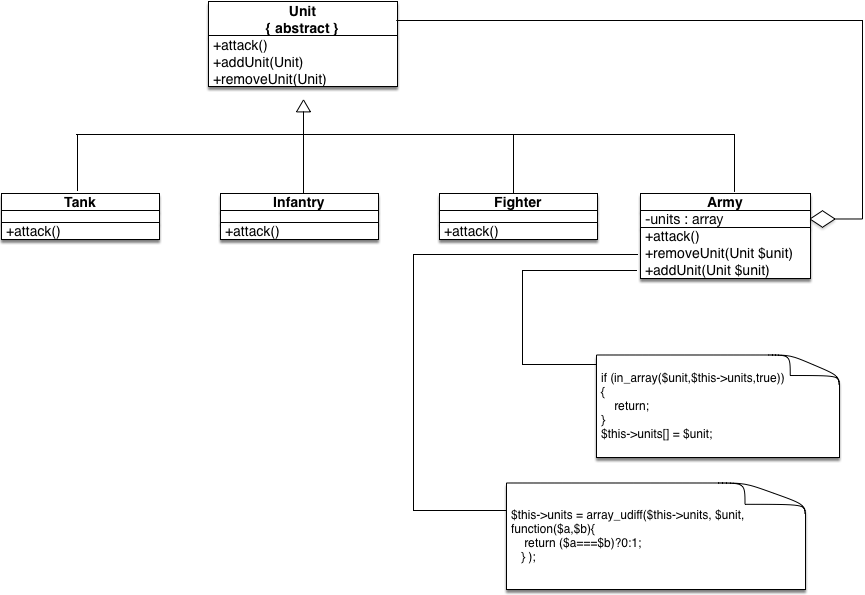 Unit
{ abstract }
+attack()
+addUnit(Unit)
+removeUnit(Unit)
Tank
+attack()
Infantry
+attack()
Fighter
+attack()
Army
-units : array
+attack()
+removeUnit(Unit $unit)
+addUnit(Unit $unit)
if (in_array($unit,$this->units,true))
{
return;
}
$this->units[] = $unit;
$this->units = array_udiff($this->units, $unit,
function($a,$b){
return ($a===$b)?0:1;
} );